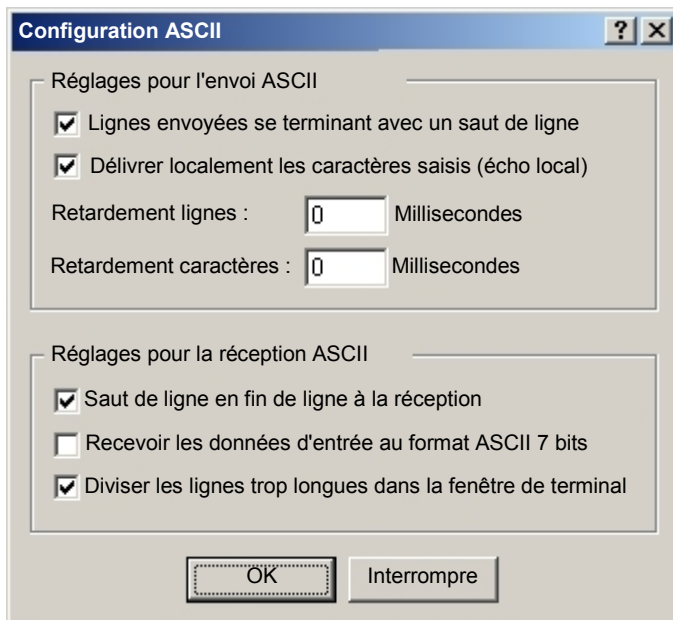 Configuration ASCII
Réglages pour l'envoi ASCII
Lignes envoyées se terminant avec un saut de ligne
Délivrer localement les caractères saisis (écho local)
Retardement lignes : 0 Millisecondes
Retardement caractères : 0 Millisecondes
Réglages pour la réception ASCII
Saut de ligne en fin de ligne à la réception
Recevoir les données d'entrée au format ASCII 7 bits
Diviser les lignes trop longues dans la fenêtre de terminal
OK Interrompre